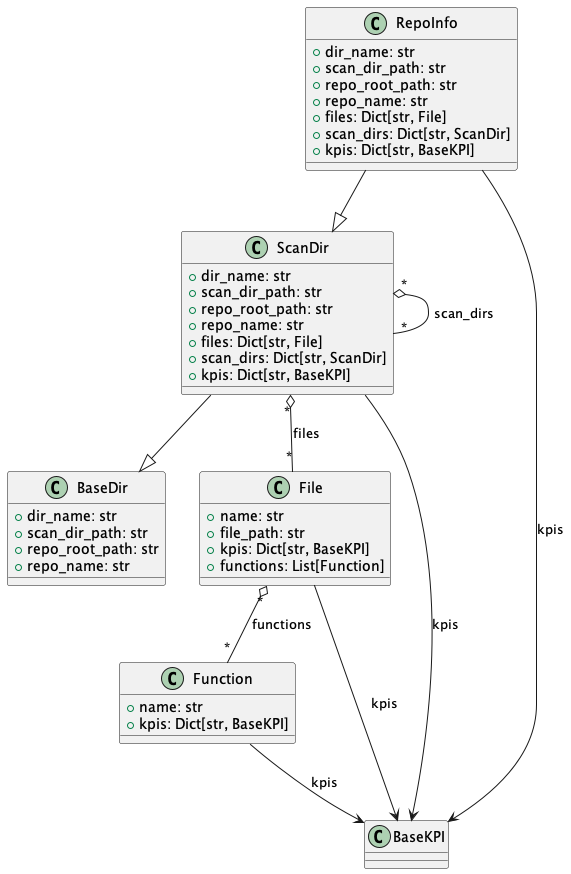 C RepoInfo
dir_name: str
scan_dir_path: str
repo_root_path: str
repo_name: str
files: Dict[str, File]
scan_dirs: Dict[str, ScanDir]
kpis: Dict[str, BaseKPI]
C ScanDir
dir_name: str
scan_dir_path: str
repo_root_path: str
repo_name: str
files: Dict[str, File]
scan_dirs: Dict[str, ScanDir]
kpis: Dict[str, BaseKPI]
*
scan_dirs
*
*
files
*
kpis
kpis
C BaseDir
dir_name: str
scan_dir_path: str
repo_root_path: str
repo_name: str
C File
name: str
file_path: str
kpis: Dict[str, BaseKPI]
functions: List[Function]
*
functions
*
kpis
C Function
name: str
kpis: Dict[str, BaseKPI]
kpis
C BaseKPI